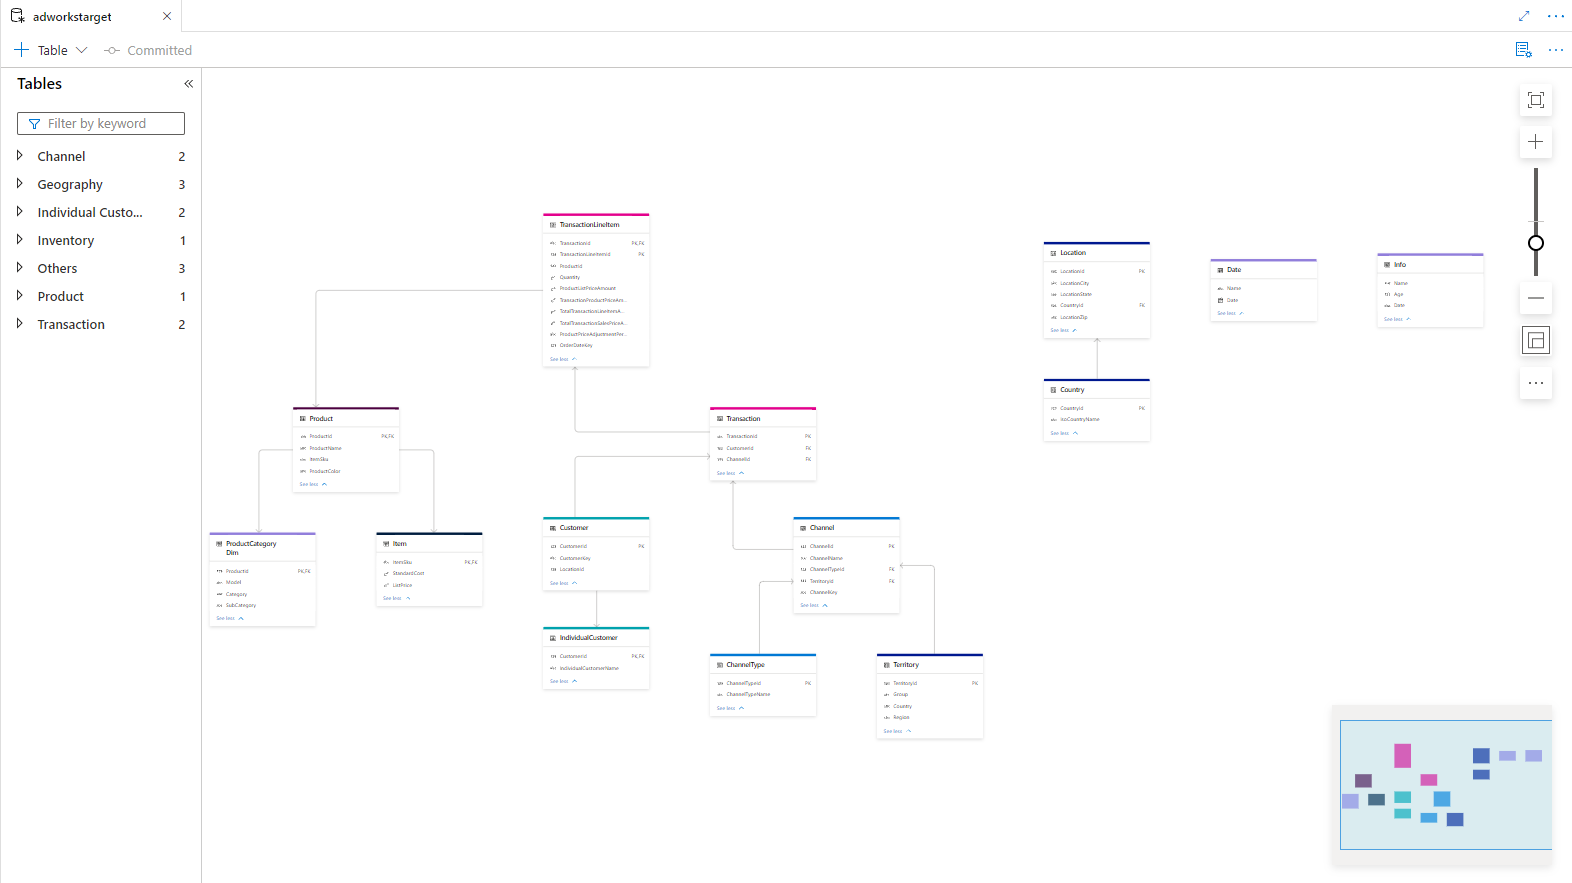 adworkstarget
Table
Committed
Tables
Filter by keyword
Channel 2
Geography 3
Individual Custo... 2
Inventory 1
Others 3
Product 1
Transaction 2
TransactionLineItem
TransactionId PK,FK
TransactionLineItemId PK
ProductId
Quantity
ProductListPriceAmount
TransactionProductPriceAm...
TotalTransactionLineItemA...
TotalTransactionSalesPriceA...
ProductPriceAdjustmentPer...
OrderDateKey
See less
Location
LocationId PK
LocationCity
LocationState
CountryId FK
LocationZip
See less
Date
Name
Date
See less
Info
Name
Age
Date
See less
Country
CountryId PK
IsoCountryName
See less
Product
ProductId PK,FK
ProductName
ItemSku
ProductColor
See less
Transaction
TransactionId PK
CustomerId FK
ChannelId FK
See less
ProductCategory
Dim
ProductId PK,FK
Model
Category
SubCategory
See less
Item
ItemSku PK,FK
StandardCost
ListPrice
See less
Customer
CustomerId PK
CustomerKey
LocationId
See less
Channel
ChannelId PK
ChannelName
ChannelTypeId FK
TerritoryId FK
ChannelKey
See less
IndividualCustomer
CustomerId PK,FK
IndividualCustomerName
See less
ChannelType
ChannelTypeId PK
ChannelTypeName
See less
Territory
TerritoryId PK
Group
Country
Region
See less